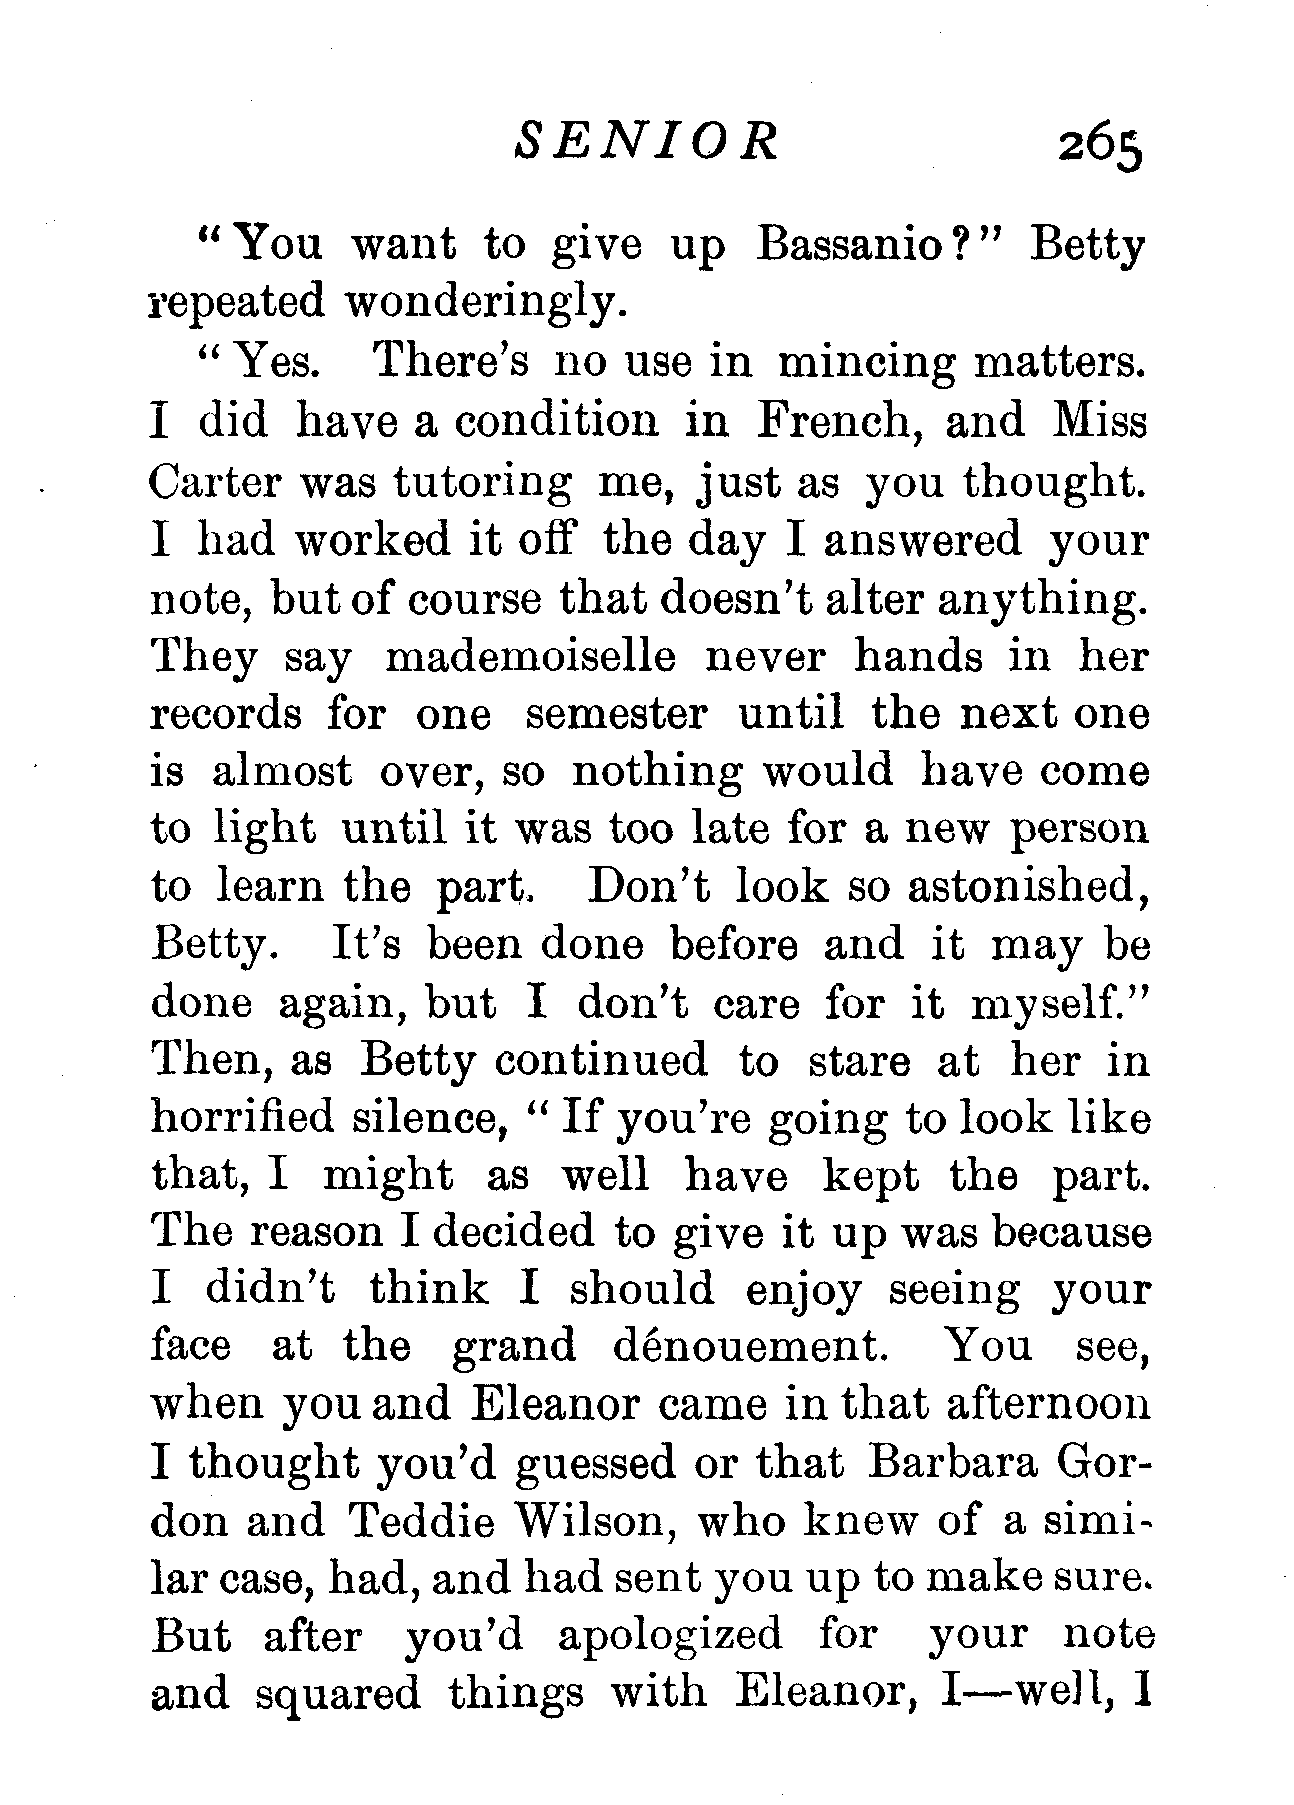 SENIOR 265
“ You want to give up Bassanio ? ” Betty
repeated wonderingly.
“ Yes. There’s no use in mincing matters.
I did have a condition in French, and Miss
Carter was tutoring me, just as you thought.
I had worked it off the day I answered your
note, but of course that doesn’t alter anything.
They say mademoiselle never hands in her
records for one semester until the next one
is almost over, so nothing would have come
to light until it was too late for a new person
to learn the part. Don’t look so astonished,
Betty. It’s been done before and it may be
done again, but I don’t care for it myself.”
Then, as Betty continued to stare at her in
horrified silence, “ If you’re going to look like
that, I might as well have kept the part.
The reason I decided to give it up was because
I didn’t think I should enjoy seeing your
face at the grand dénouement. You see,
when you and Eleanor came in that afternoon
I thought you’d guessed or that Barbara Gor-
don and Teddie Wilson, who knew of a simi-
lar case, had, and had sent you up to make sure.
But after you’d apologized for your note
and squared things with Eleanor, I—well, I